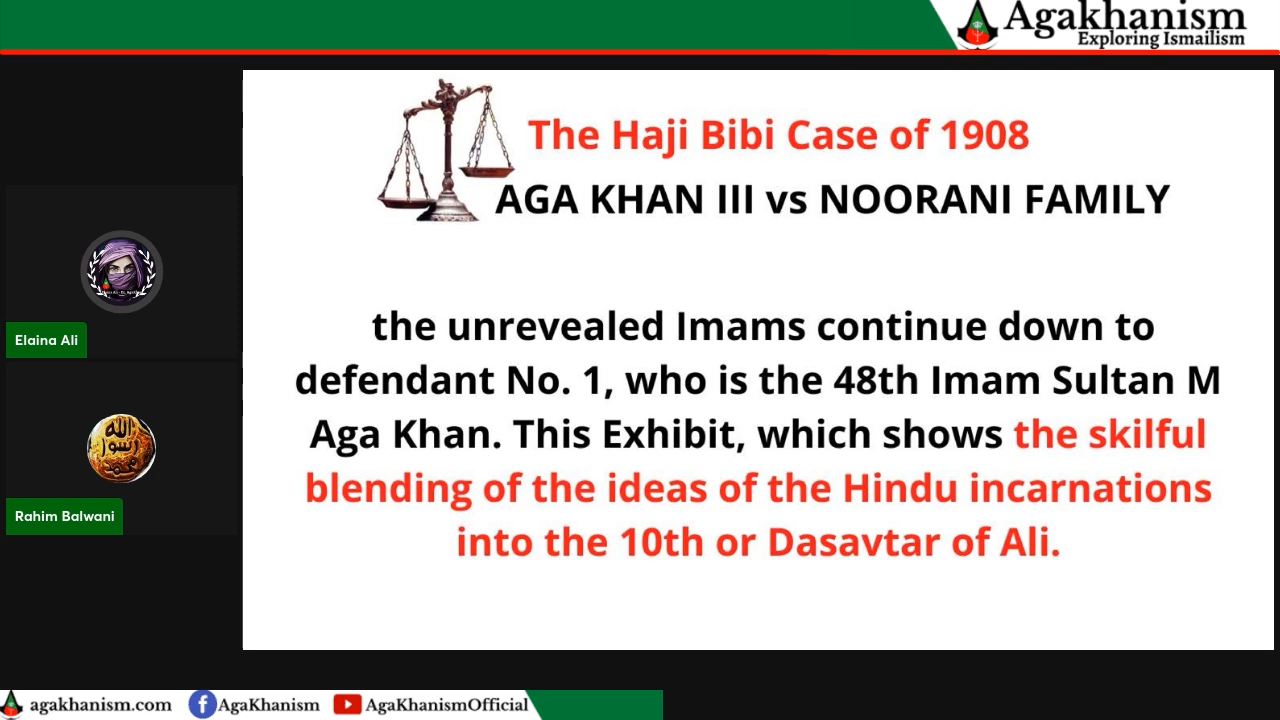 Agakhanism
Exploring Ismailism
The Haji Bibi Case of 1908
AGA KHAN III vs NOORANI FAMILY
the unrevealed Imams continue down to
defendant No. 1, who is the 48th Imam Sultan M
Aga Khan. This Exhibit, which shows the skilful
blending of the ideas of the Hindu incarnations
into the 10th or Dasavtar of Ali.
Elaina Ali
الله
رسول
محمد
Rahim Balwani
agakhanism.com
AgaKhanism
AgaKhanismOfficial